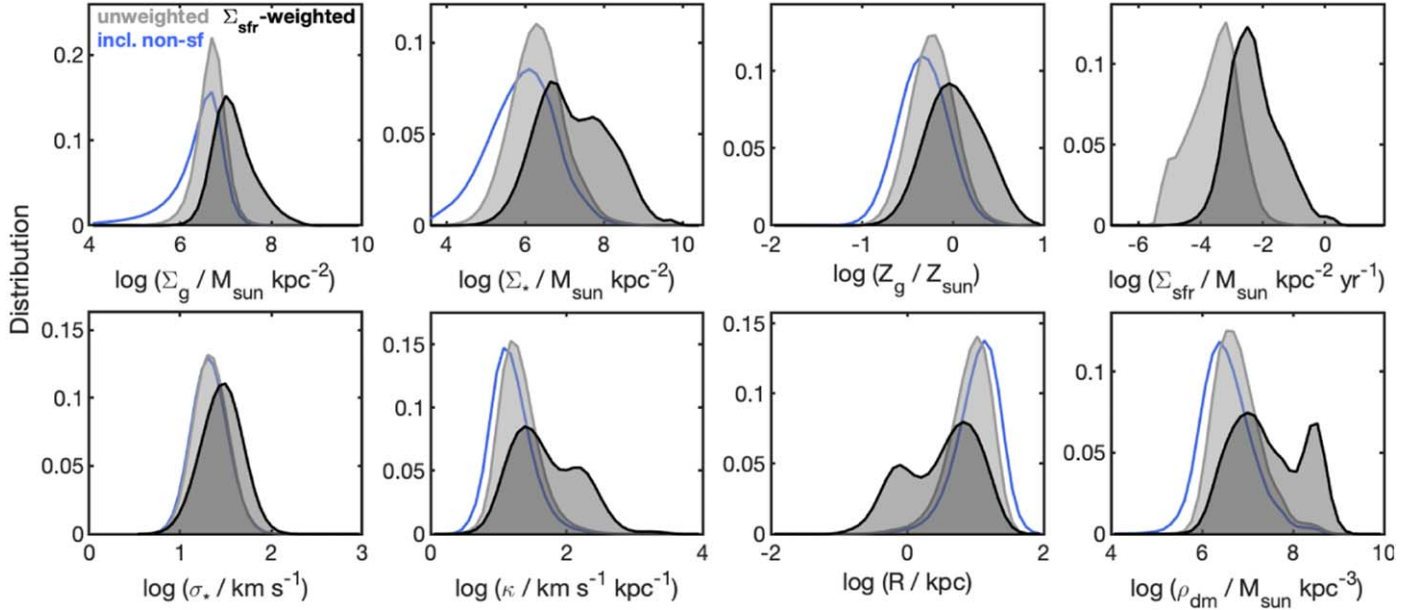 unweighted Σsfr-weighted
incl. non-sf
Distribution
0.2
0.1
0
4 6 8 10
log (Σg / Msun kpc-2)
0.1
0.05
0
4 6 8 10
log (Σ⋆ / Msun kpc-2)
0.1
0.05
0
-2 -1 0 1
log (Zg / Zsun)
0.1
0.05
0
-6 -4 -2 0
log (Σsfr / Msun kpc-2 yr-1)
0.15
0.1
0.05
0
0 1 2 3
log (σ⋆ / km s-1)
0.15
0.1
0.05
0
0 2 4
log (κ / km s-1 kpc-1)
0.15
0.1
0.05
0
-2 0 2
log (R / kpc)
0.1
0.05
0
4 6 8 10
log (ρdm / Msun kpc-3)